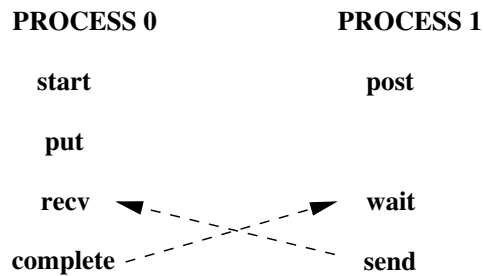 PROCESS 0 PROCESS 1
start post
put
recv wait
complete send